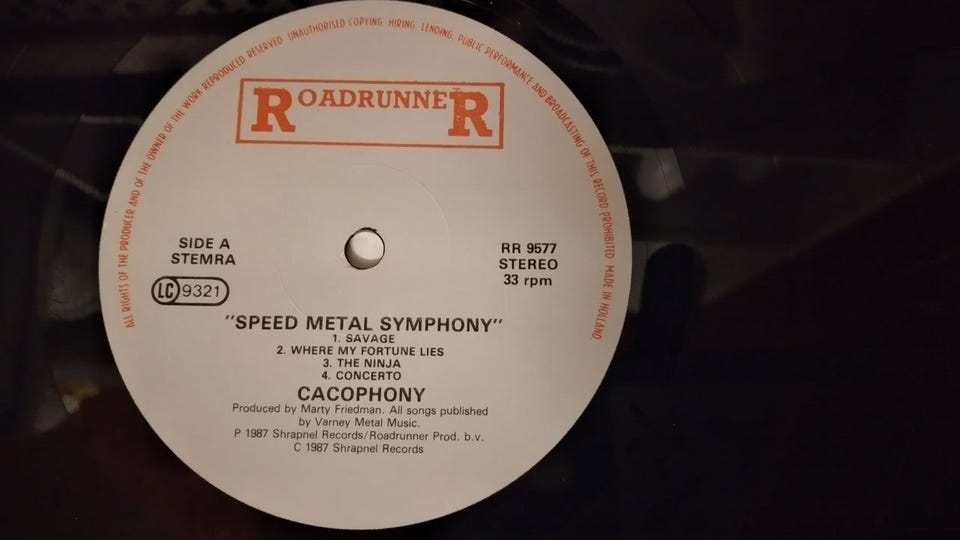 ALL RIGHTS OF THE PRODUCER AND OF THE OWNER OF THE WORK REPRODUCED RESERVED. UNAUTHORISED COPYING, HIRING, LENDING, PUBLIC PERFORMANCE AND BROADCASTING OF THIS RECORD PROHIBITED. MADE IN HOLLAND.
ROADRUNNER
SIDE A
STEMRA
LC 9321
RR 9577
STEREO
33 rpm
"SPEED METAL SYMPHONY"
1. SAVAGE
2. WHERE MY FORTUNE LIES
3. THE NINJA
4. CONCERTO
CACOPHONY
Produced by Marty Friedman. All songs published
by Varney Metal Music.
P 1987 Shrapnel Records/Roadrunner Prod. b.v.
C 1987 Shrapnel Records